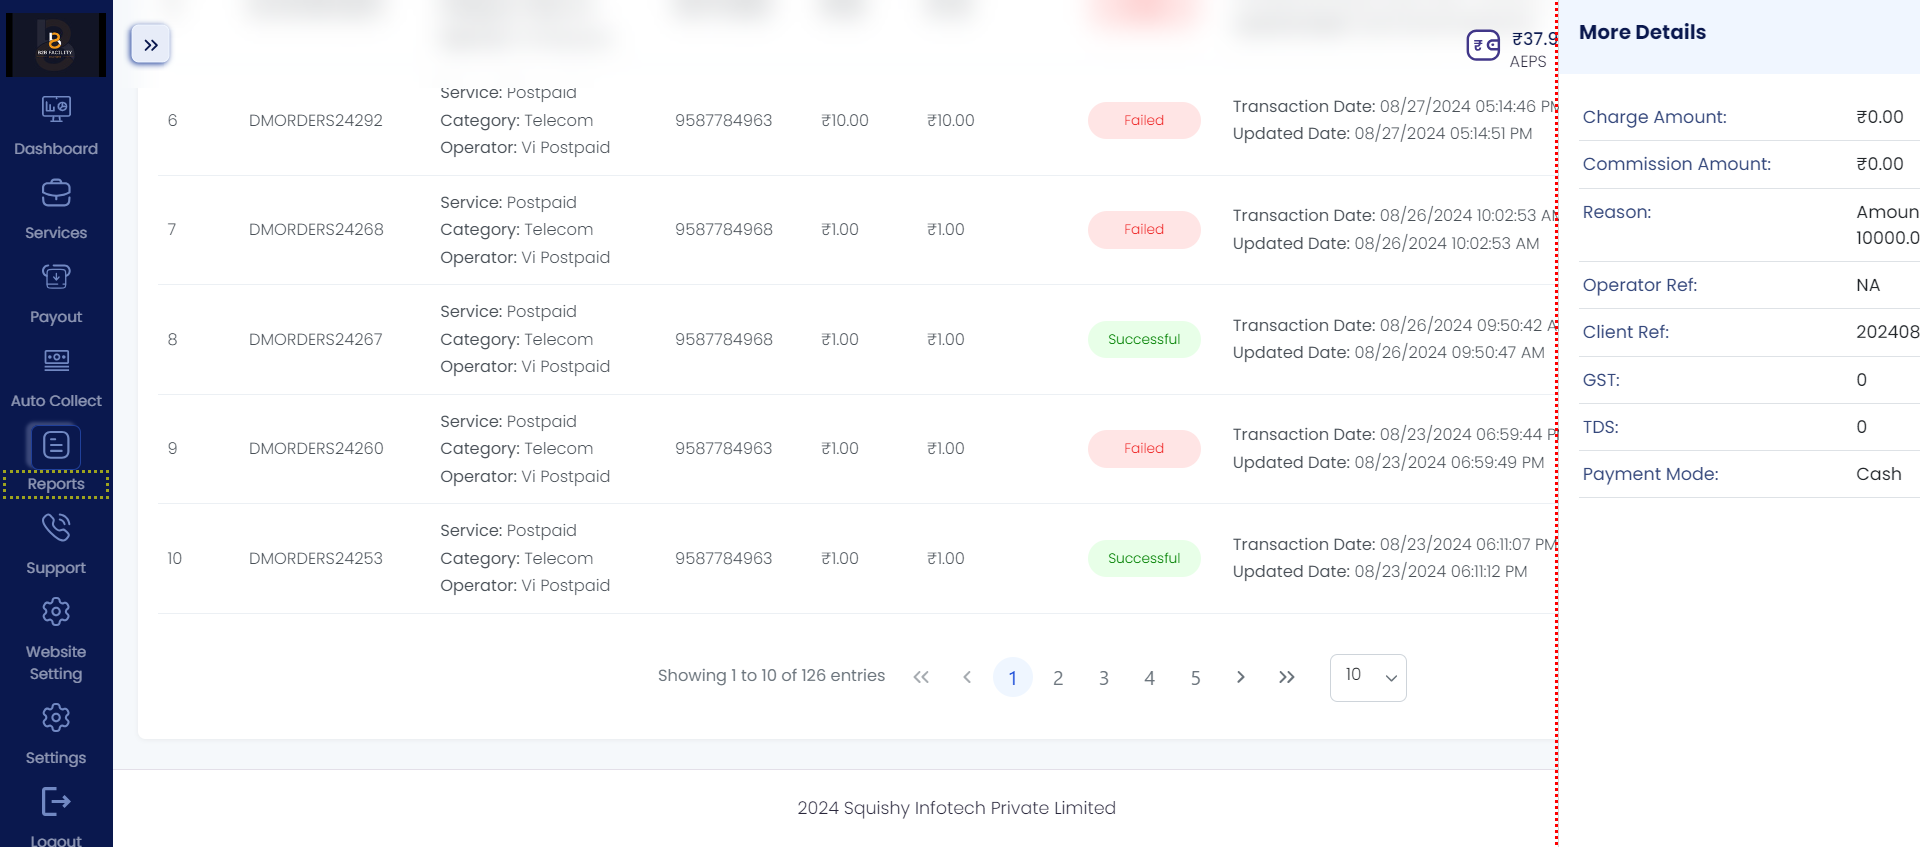 B2B FACILITY
Dashboard
Services
Payout
Auto Collect
Reports
Support
Website
Setting
Settings
Logout
₹37.9
AEPS
Service: Postpaid
6 DMORDERS24292 Category: Telecom 9587784963 ₹10.00 ₹10.00 Failed
Operator: Vi Postpaid
Transaction Date: 08/27/2024 05:14:46 PM
Updated Date: 08/27/2024 05:14:51 PM
Service: Postpaid
7 DMORDERS24268 Category: Telecom 9587784968 ₹1.00 ₹1.00 Failed
Operator: Vi Postpaid
Transaction Date: 08/26/2024 10:02:53 AM
Updated Date: 08/26/2024 10:02:53 AM
Service: Postpaid
8 DMORDERS24267 Category: Telecom 9587784968 ₹1.00 ₹1.00 Successful
Operator: Vi Postpaid
Transaction Date: 08/26/2024 09:50:42 A
Updated Date: 08/26/2024 09:50:47 AM
Service: Postpaid
9 DMORDERS24260 Category: Telecom 9587784963 ₹1.00 ₹1.00 Failed
Operator: Vi Postpaid
Transaction Date: 08/23/2024 06:59:44 P
Updated Date: 08/23/2024 06:59:49 PM
Service: Postpaid
10 DMORDERS24253 Category: Telecom 9587784963 ₹1.00 ₹1.00 Successful
Operator: Vi Postpaid
Transaction Date: 08/23/2024 06:11:07 PM
Updated Date: 08/23/2024 06:11:12 PM
Showing 1 to 10 of 126 entries 1 2 3 4 5 10
2024 Squishy Infotech Private Limited
More Details
Charge Amount: ₹0.00
Commission Amount: ₹0.00
Reason: Amoun
10000.0
Operator Ref: NA
Client Ref: 202408
GST: 0
TDS: 0
Payment Mode: Cash